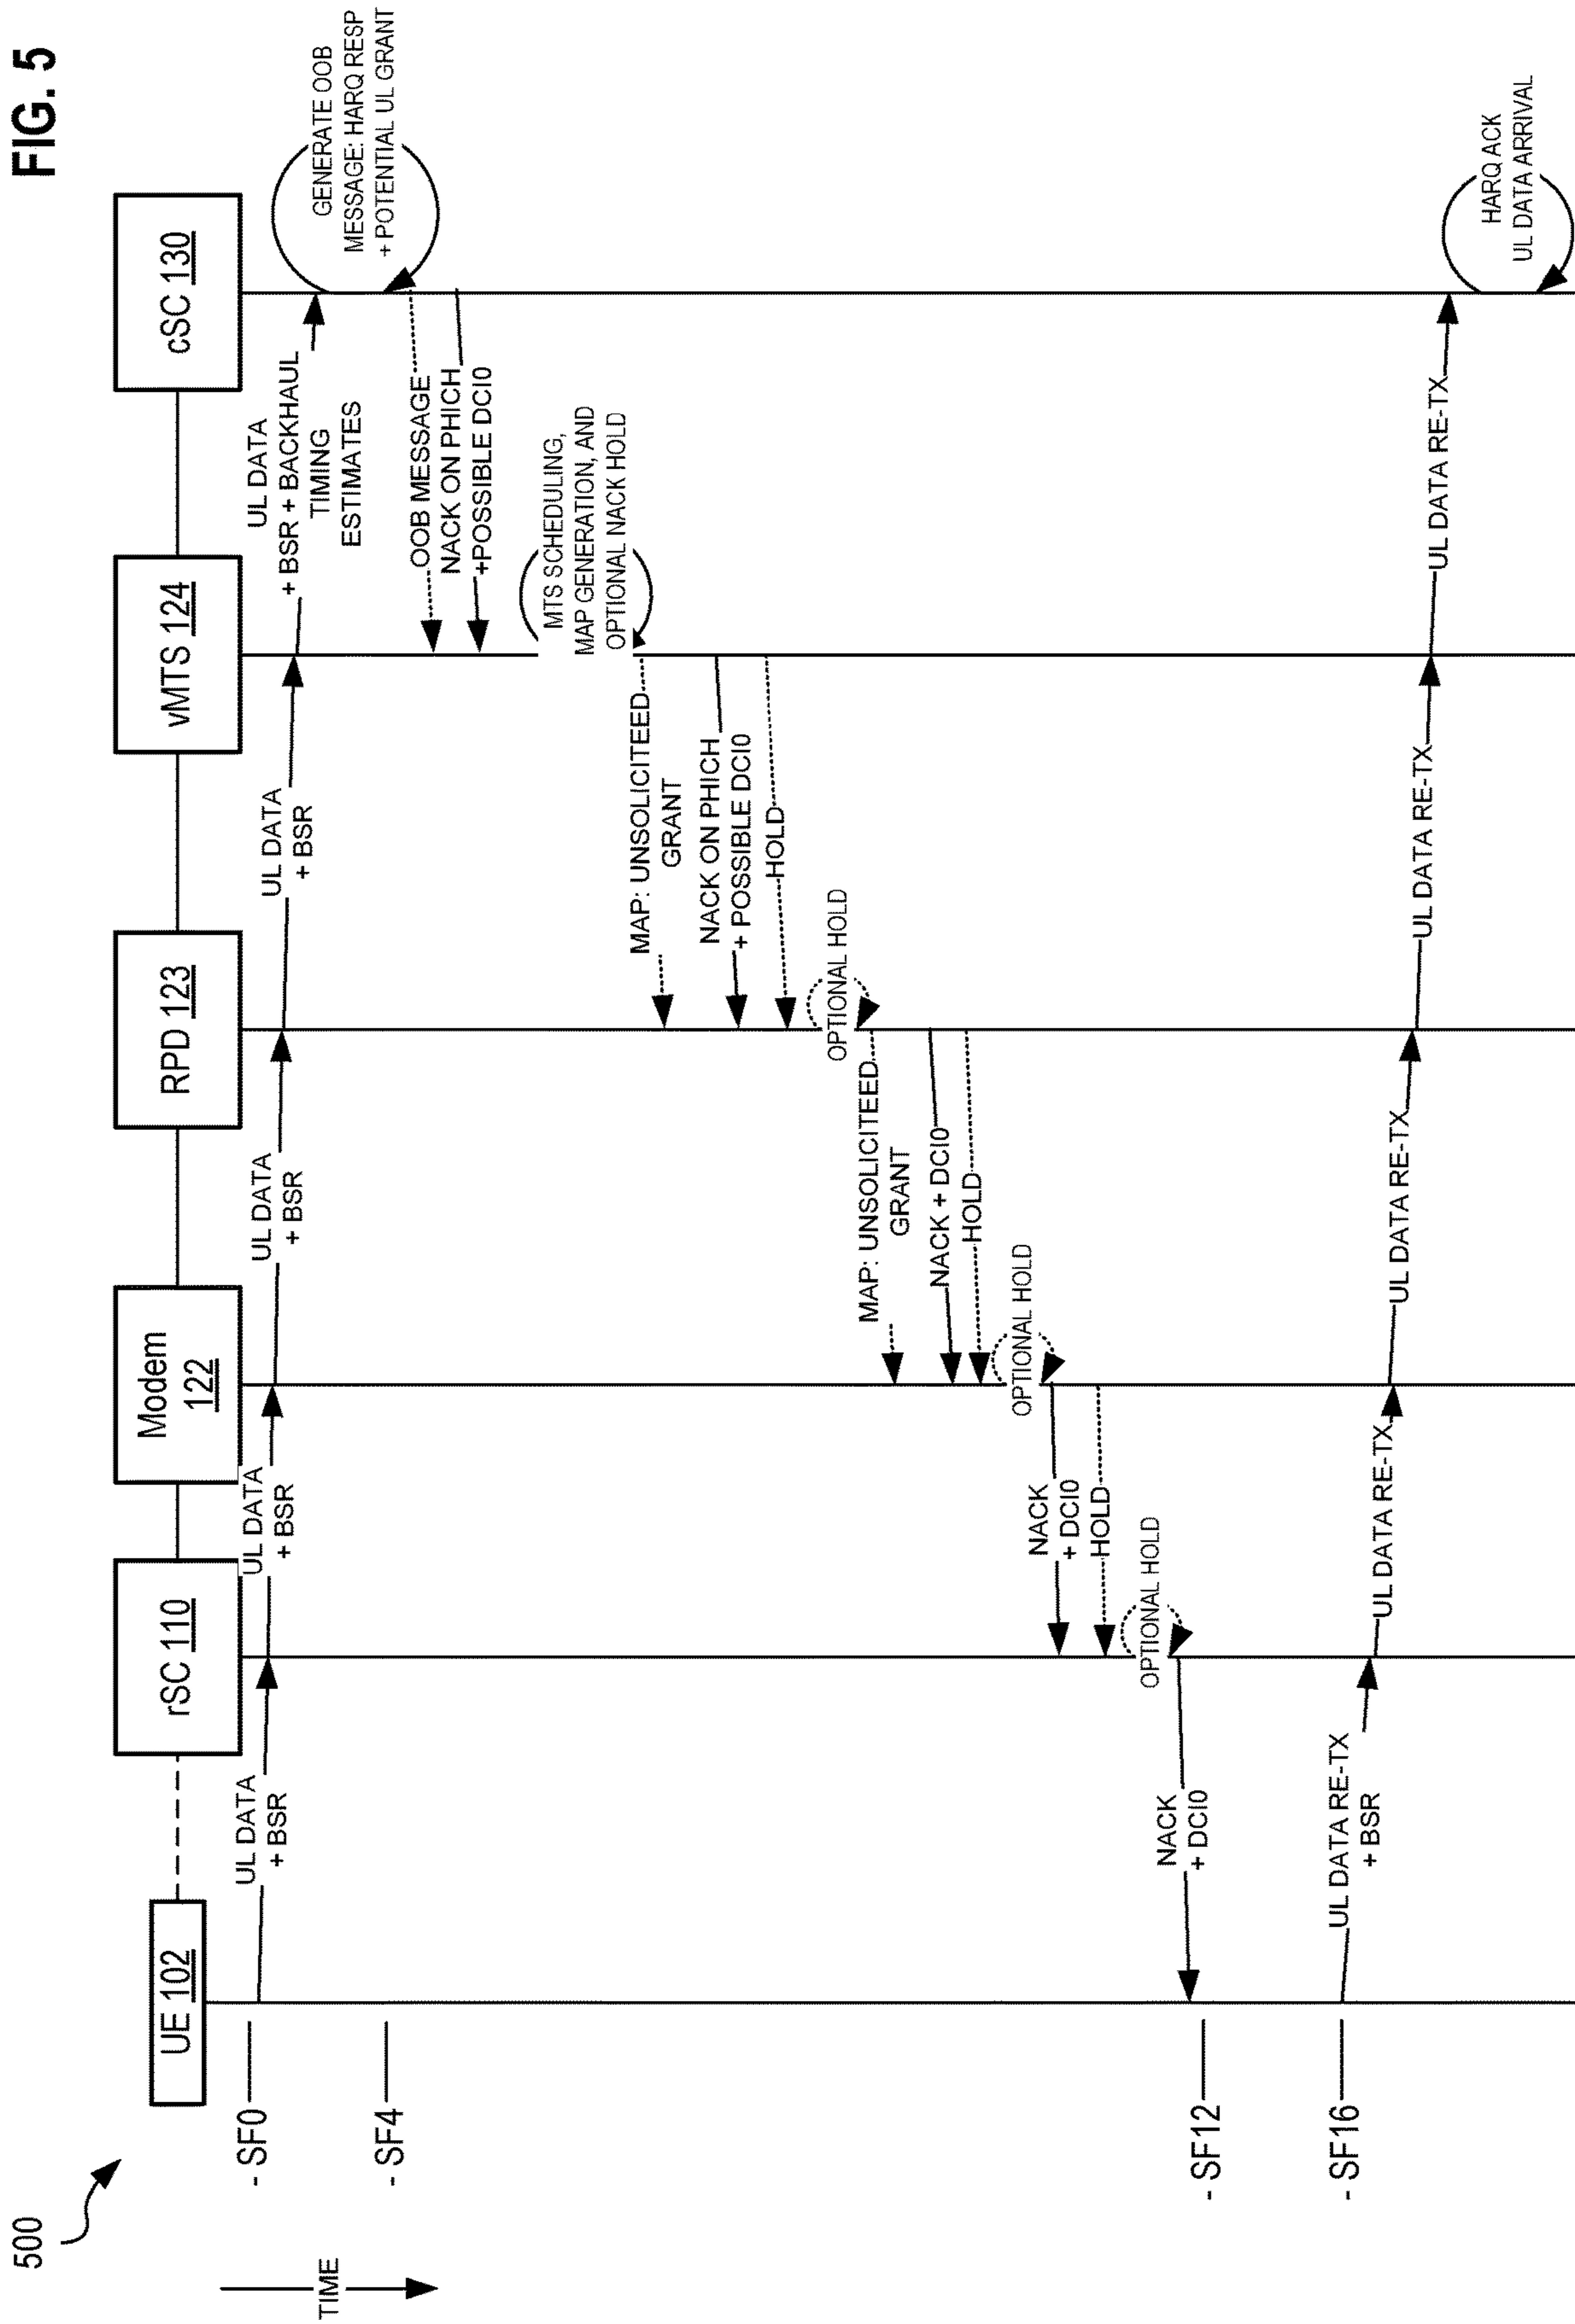 FIG. 5
500
TIME
UE 102
rSC 110
Modem
122
RPD 123
vMTS 124
cSC 130
- SF0
- SF4
- SF12
- SF16
UL DATA
+ BSR
UL DATA
+ BSR
UL DATA
+ BSR
UL DATA
+ BSR
UL DATA
+ BSR + BACKHAUL
TIMING
ESTIMATES
GENERATE OOB
MESSAGE: HARQ RESP
+ POTENTIAL UL GRANT
OOB MESSAGE
NACK ON PHICH
+POSSIBLE DCI0
MTS SCHEDULING,
MAP GENERATION, AND
OPTIONAL NACK HOLD
MAP: UNSOLICITEED
GRANT
NACK ON PHICH
+ POSSIBLE DCI0
HOLD
OPTIONAL HOLD
MAP: UNSOLICITEED
GRANT
NACK + DCI0
HOLD
OPTIONAL HOLD
NACK
+ DCI0
HOLD
OPTIONAL HOLD
NACK
+ DCI0
UL DATA RE-TX
+ BSR
UL DATA RE-TX
UL DATA RE-TX
UL DATA RE-TX
UL DATA RE-TX
HARQ ACK
UL DATA ARRIVAL